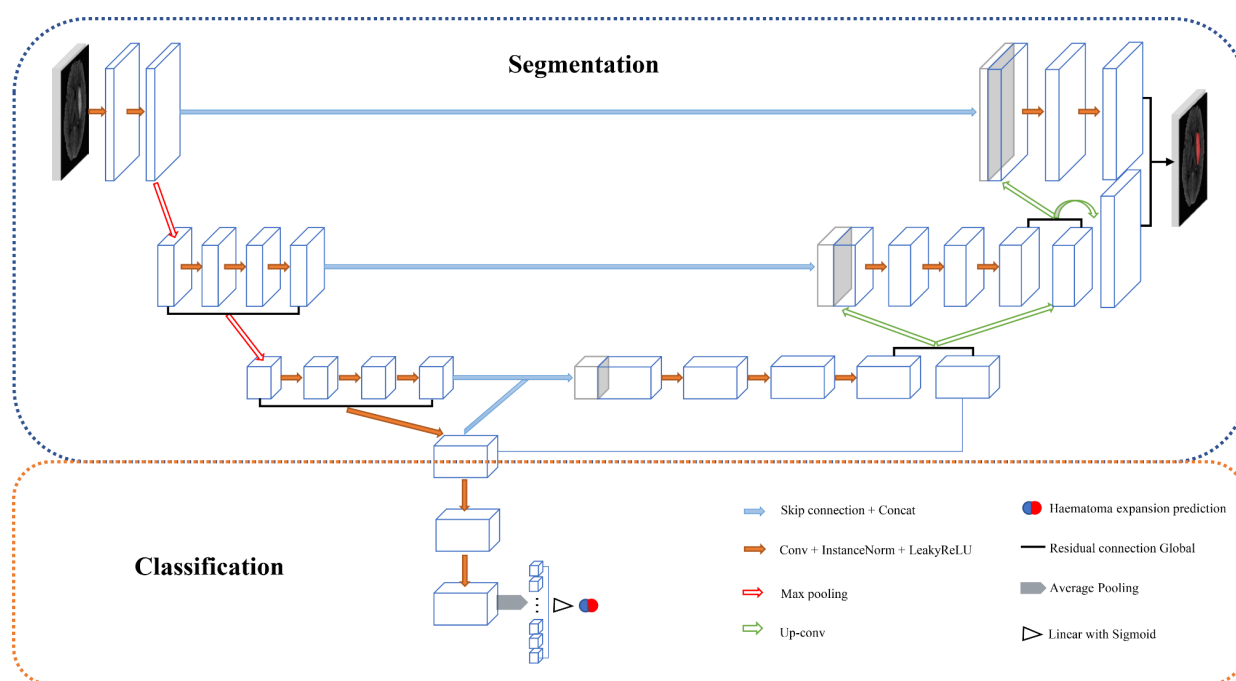 Segmentation
Classification
Skip connection + Concat
Conv + InstanceNorm + LeakyReLU
Max pooling
Up-conv
Haematoma expansion prediction
Residual connection Global
Average Pooling
Linear with Sigmoid